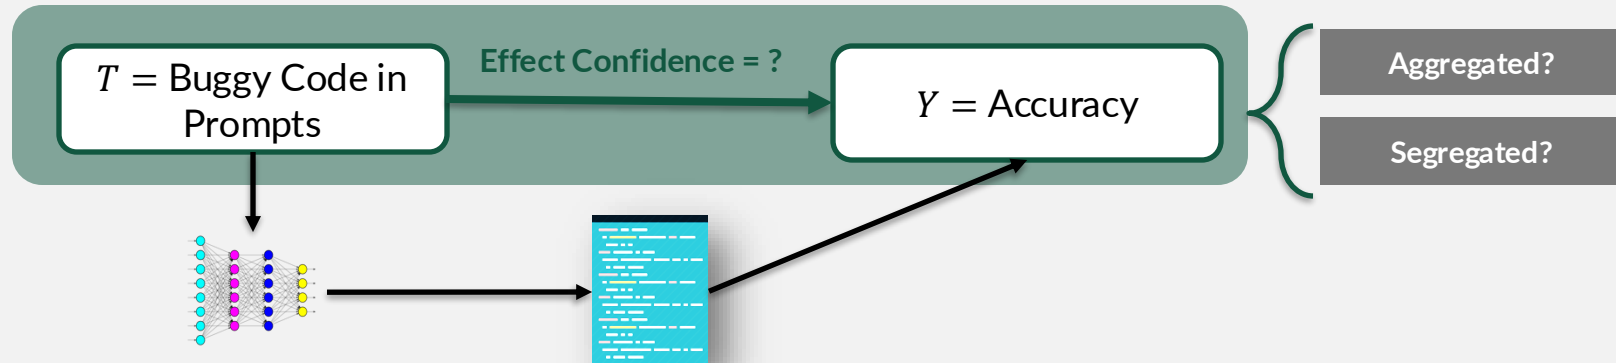 T = Buggy Code in
Prompts
Effect Confidence = ?
Y = Accuracy
Aggregated?
Segregated?